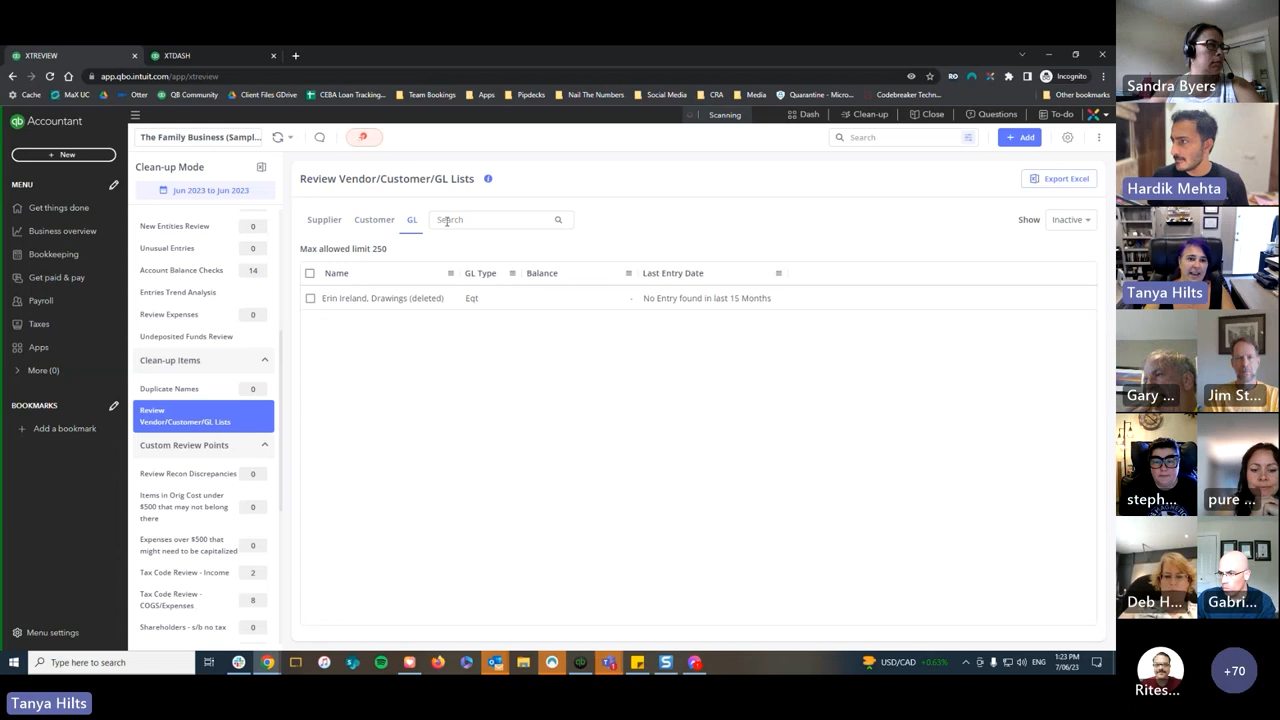 XTREVIEW
XTDASH
app.qbo.intuit.com/app/xtreview
Incognito
Cache
MaX UC
Otter
QB Community
Client Files GDrive
CEBA Loan Tracking...
Team Bookings
Apps
Pipdecks
Nail The Numbers
Social Media
CRA
Media
Quarantine - Micro...
Codebreaker Techn...
Other bookmarks
qb Accountant
Scanning
Dash
Clean-up
Close
Questions
To-do
The Family Business (Sampl...
Search
+ Add
+ New
MENU
Get things done
Business overview
Bookkeeping
Get paid & pay
Payroll
Taxes
Apps
More (0)
BOOKMARKS
+ Add a bookmark
Menu settings
Clean-up Mode
Jun 2023 to Jun 2023
New Entities Review 0
Unusual Entries 0
Account Balance Checks 14
Entries Trend Analysis
Review Expenses 0
Undeposited Funds Review
Clean-up Items
Duplicate Names 0
Review
Vendor/Customer/GL Lists
Custom Review Points
Review Recon Discrepancies 0
Items in Orig Cost under
$500 that may not belong 0
there
Expenses over $500 that
might need to be capitalized 0
Tax Code Review - Income 2
Tax Code Review -
COGS/Expenses 8
Shareholders - s/b no tax 0
Review Vendor/Customer/GL Lists
Export Excel
Supplier Customer GL Search
Show Inactive
Max allowed limit 250
Name GL Type Balance Last Entry Date
Erin Ireland, Drawings (deleted) Eqt - No Entry found in last 15 Months
Type here to search
USD/CAD +0.63%
ENG
1:23 PM
7/06/23
Tanya Hilts
Sandra Byers
Hardik Mehta
Tanya Hilts
Gary ...
Jim St...
steph...
pure ...
Deb H...
Gabri...
Rites...
+70